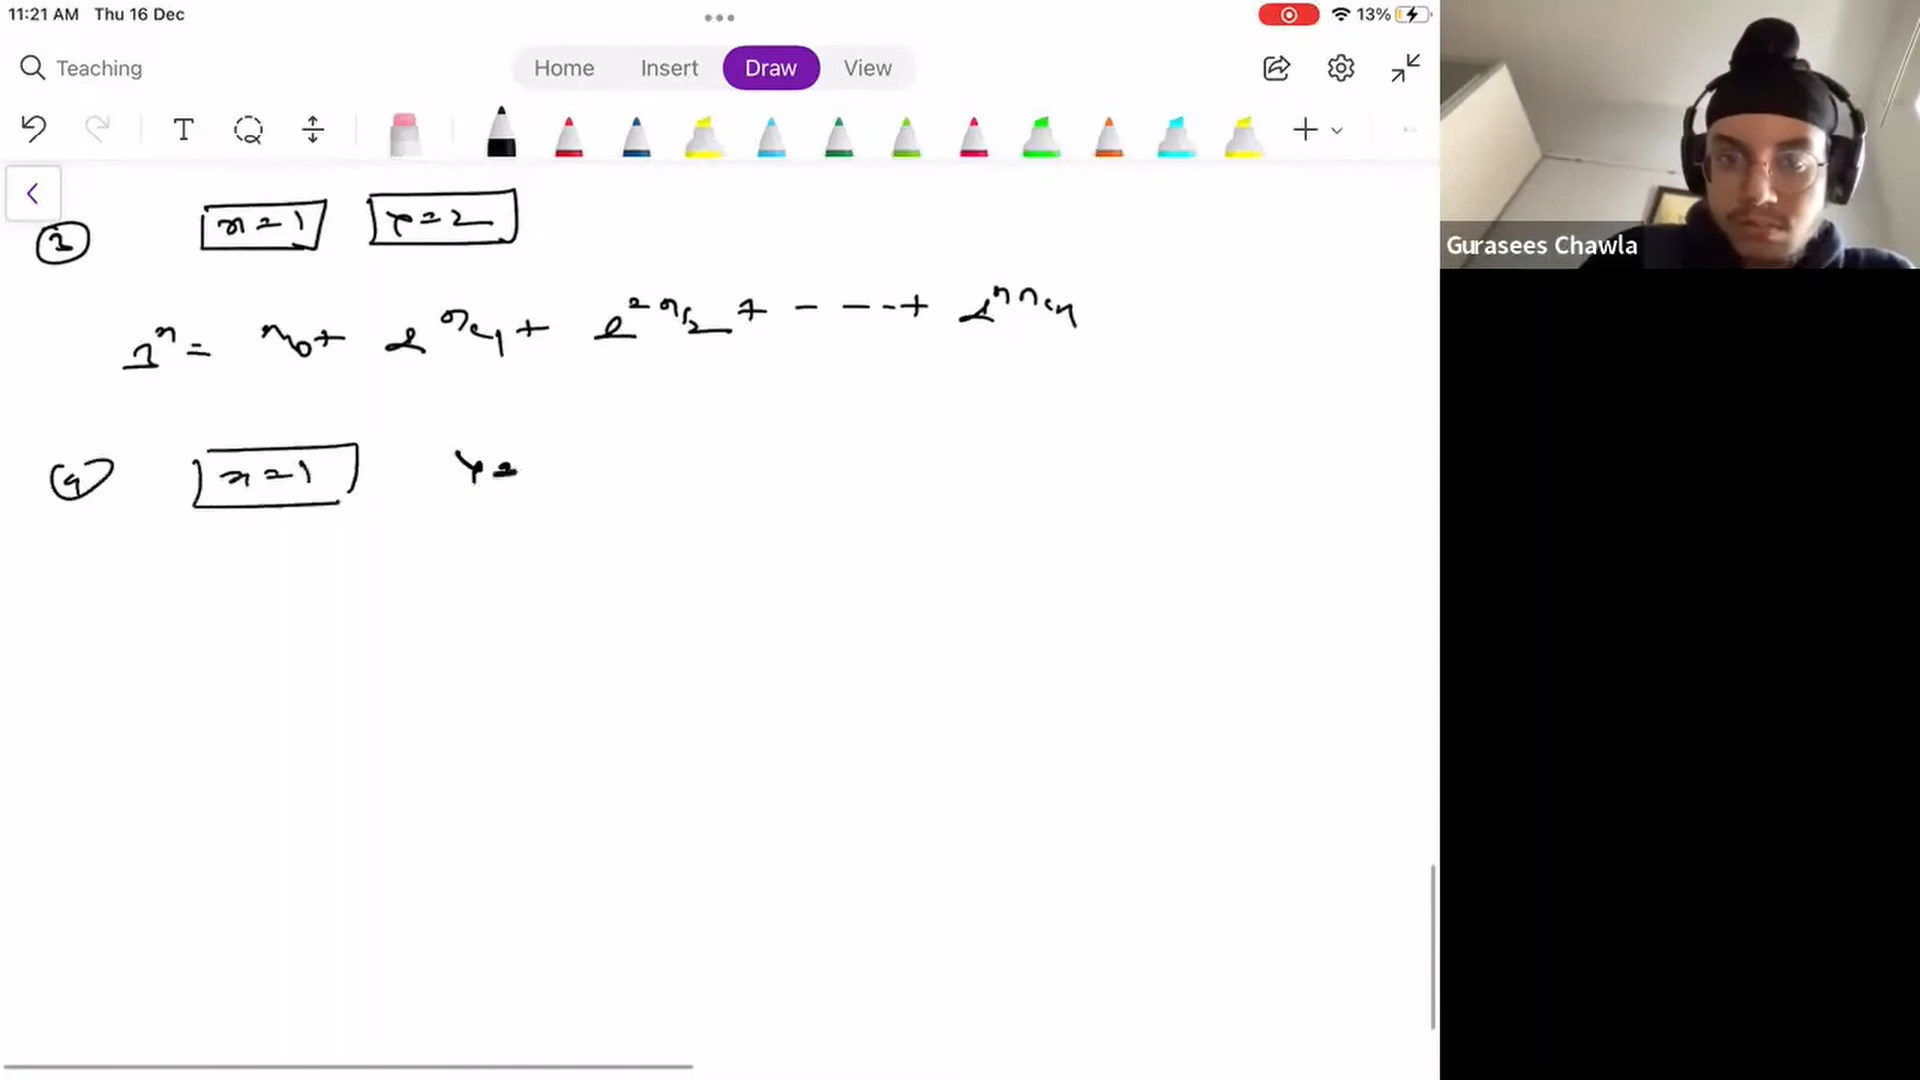 11:21 AM Thu 16 Dec
13%
Teaching
Home Insert Draw View
T
Gurasees Chawla
③ x=1 y=2
3ⁿ = ⁿC₀ + 2 ⁿC₁ + 2² ⁿC₂ + - - - + 2ⁿ ⁿCₙ
④ x=1 y=